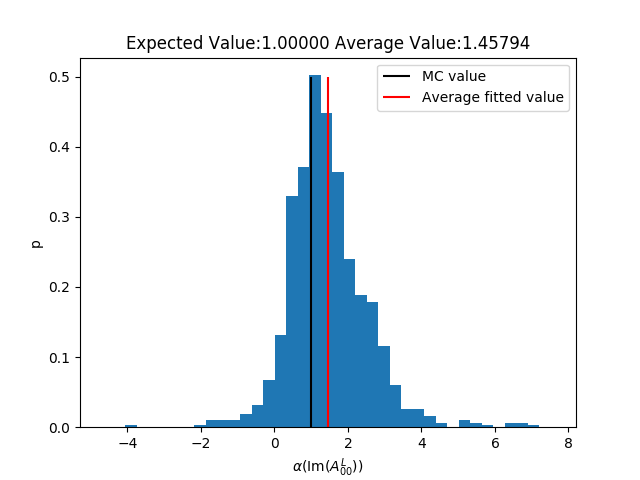 Expected Value:1.00000 Average Value:1.45794
MC value
Average fitted value
p
0.5
0.4
0.3
0.2
0.1
0.0
−4 −2 0 2 4 6 8
α(Im(A^L_00))